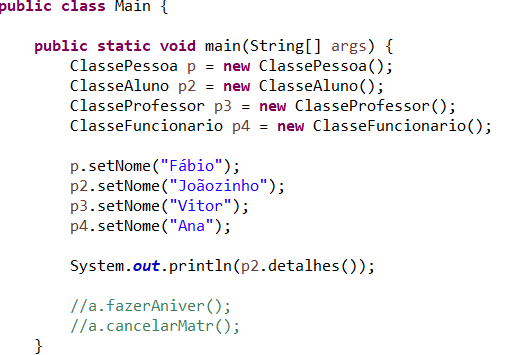 public class Main {
public static void main(String[] args) {
ClassePessoa p = new ClassePessoa();
ClasseAluno p2 = new ClasseAluno();
ClasseProfessor p3 = new ClasseProfessor();
ClasseFuncionario p4 = new ClasseFuncionario();
p.setNome("Fábio");
p2.setNome("Joãozinho");
p3.setNome("Vitor");
p4.setNome("Ana");
System.out.println(p2.detalhes());
//a.fazerAniver();
//a.cancelarMatr();
}